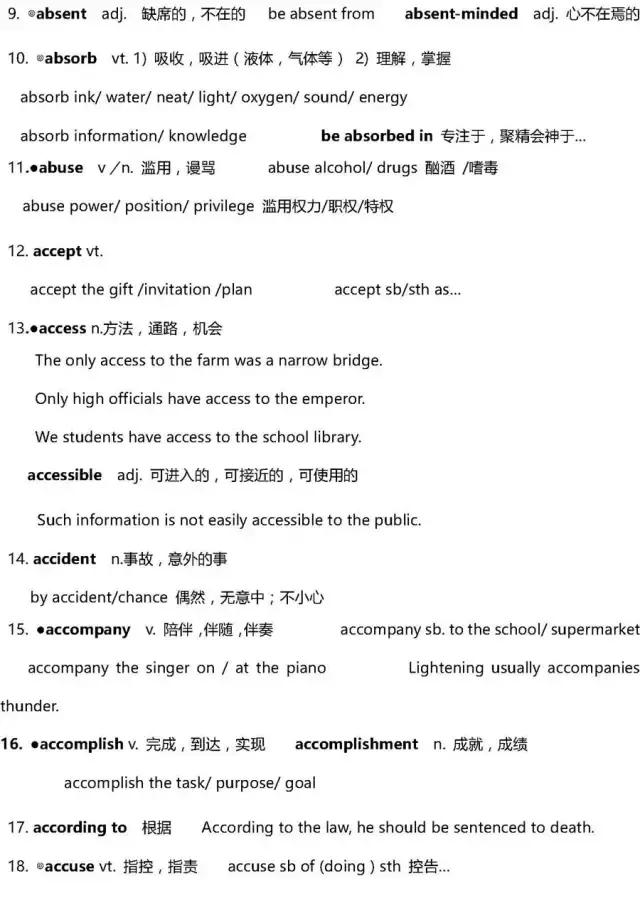 9. ®absent adj. 缺席的，不在的 be absent from absent-minded adj. 心不在焉的
10. ®absorb vt. 1) 吸收，吸进（液体，气体等） 2) 理解，掌握
absorb ink/ water/ neat/ light/ oxygen/ sound/ energy
absorb information/ knowledge be absorbed in 专注于，聚精会神于...
11.●abuse v／n. 滥用，谩骂 abuse alcohol/ drugs 酗酒 /嗜毒
abuse power/ position/ privilege 滥用权力/职权/特权
12. accept vt.
accept the gift /invitation /plan accept sb/sth as...
13.●access n.方法，通路，机会
The only access to the farm was a narrow bridge.
Only high officials have access to the emperor.
We students have access to the school library.
accessible adj. 可进入的，可接近的，可使用的
Such information is not easily accessible to the public.
14. accident n.事故，意外的事
by accident/chance 偶然，无意中；不小心
15. ●accompany v. 陪伴 ,伴随 ,伴奏 accompany sb. to the school/ supermarket
accompany the singer on / at the piano Lightening usually accompanies
thunder.
16. ●accomplish v. 完成，到达，实现 accomplishment n. 成就，成绩
accomplish the task/ purpose/ goal
17. according to 根据 According to the law, he should be sentenced to death.
18. ®accuse vt. 指控，指责 accuse sb of (doing ) sth 控告...